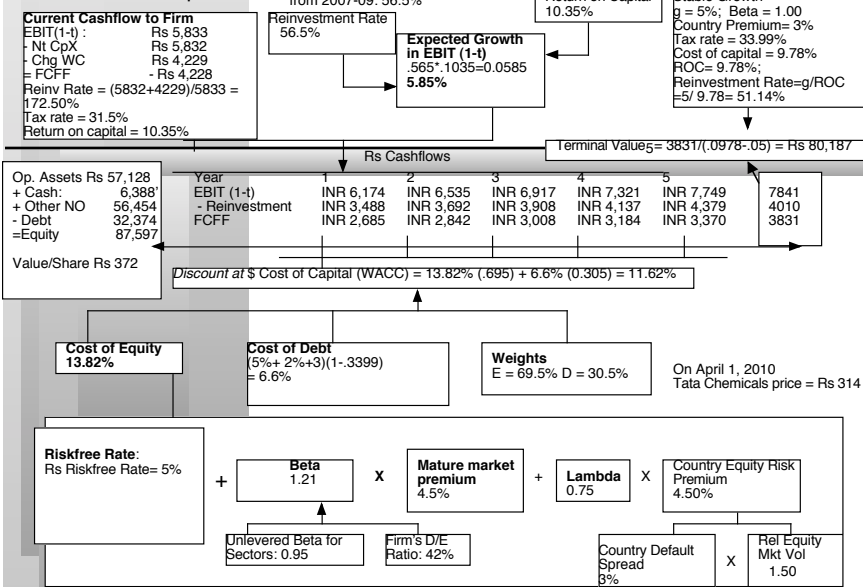 from 2007-09: 56.5%
Current Cashflow to Firm
EBIT(1-t) : Rs 5,833
- Nt CpX Rs 5,832
- Chg WC Rs 4,229
= FCFF - Rs 4,228
Reinv Rate = (5832+4229)/5833 =
172.50%
Tax rate = 31.5%
Return on capital = 10.35%
Reinvestment Rate
56.5%
Expected Growth
in EBIT (1-t)
.565*.1035=0.0585
5.85%
10.35%
g = 5%; Beta = 1.00
Country Premium= 3%
Tax rate = 33.99%
Cost of capital = 9.78%
ROC= 9.78%;
Reinvestment Rate=g/ROC
=5/ 9.78= 51.14%
Terminal Value5= 3831/(.0978-.05) = Rs 80,187
Rs Cashflows
Op. Assets Rs 57,128
+ Cash: 6,388'
+ Other NO 56,454
- Debt 32,374
=Equity 87,597
Value/Share Rs 372
Year 1 2 3 4 5
EBIT (1-t) INR 6,174 INR 6,535 INR 6,917 INR 7,321 INR 7,749 7841
- Reinvestment INR 3,488 INR 3,692 INR 3,908 INR 4,137 INR 4,379 4010
FCFF INR 2,685 INR 2,842 INR 3,008 INR 3,184 INR 3,370 3831
Discount at $ Cost of Capital (WACC) = 13.82% (.695) + 6.6% (0.305) = 11.62%
Cost of Equity
13.82%
Cost of Debt
(5%+ 2%+3)(1-.3399)
= 6.6%
Weights
E = 69.5% D = 30.5%
On April 1, 2010
Tata Chemicals price = Rs 314
Riskfree Rate:
Rs Riskfree Rate= 5%
+
Beta
1.21
X
Mature market
premium
4.5%
+
Lambda
0.75
X
Country Equity Risk
Premium
4.50%
Unlevered Beta for
Sectors: 0.95
Firm's D/E
Ratio: 42%
Country Default
Spread
3%
X
Rel Equity
Mkt Vol
1.50